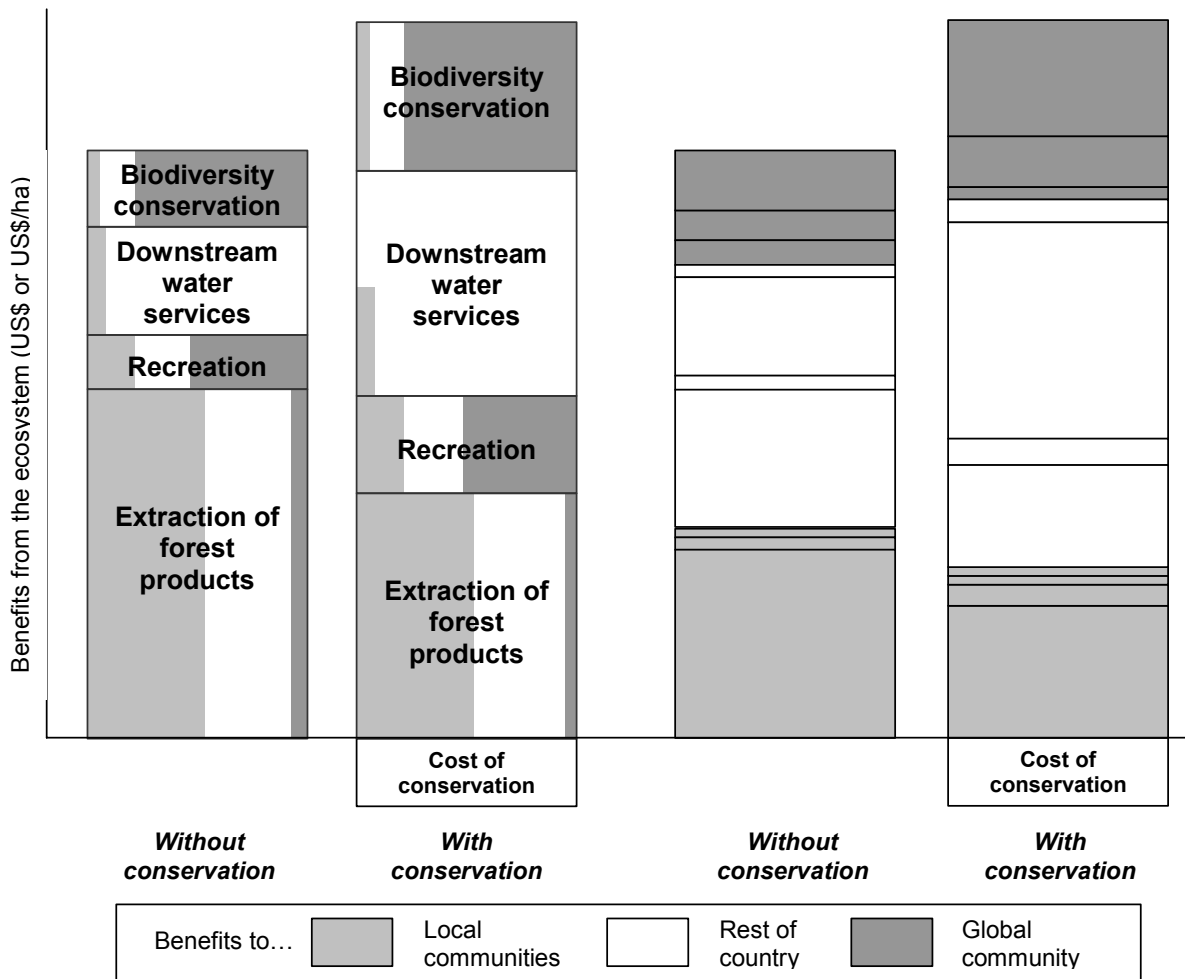 Benefits from the ecosystem (US$ or US$/ha)
Biodiversity
conservation
Downstream
water
services
Recreation
Extraction of
forest
products
Biodiversity
conservation
Downstream
water
services
Recreation
Extraction of
forest
products
Cost of
conservation
Cost of
conservation
Without
conservation
With
conservation
Without
conservation
With
conservation
Benefits to…
Local
communities
Rest of
country
Global
community